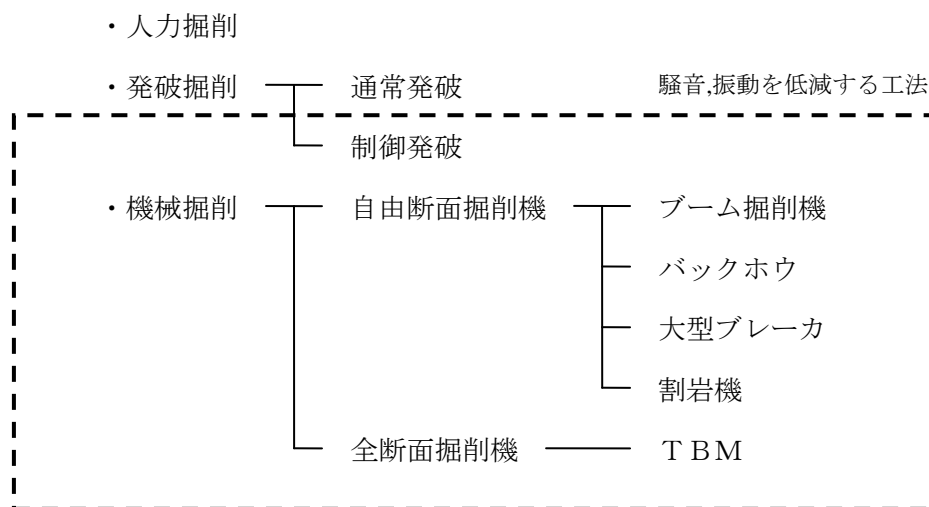 ・人力掘削
・発破掘削 通常発破 騒音,振動を低減する工法
制御発破
・機械掘削 自由断面掘削機 ブーム掘削機
バックホウ
大型ブレーカ
割岩機
全断面掘削機 ＴＢＭ